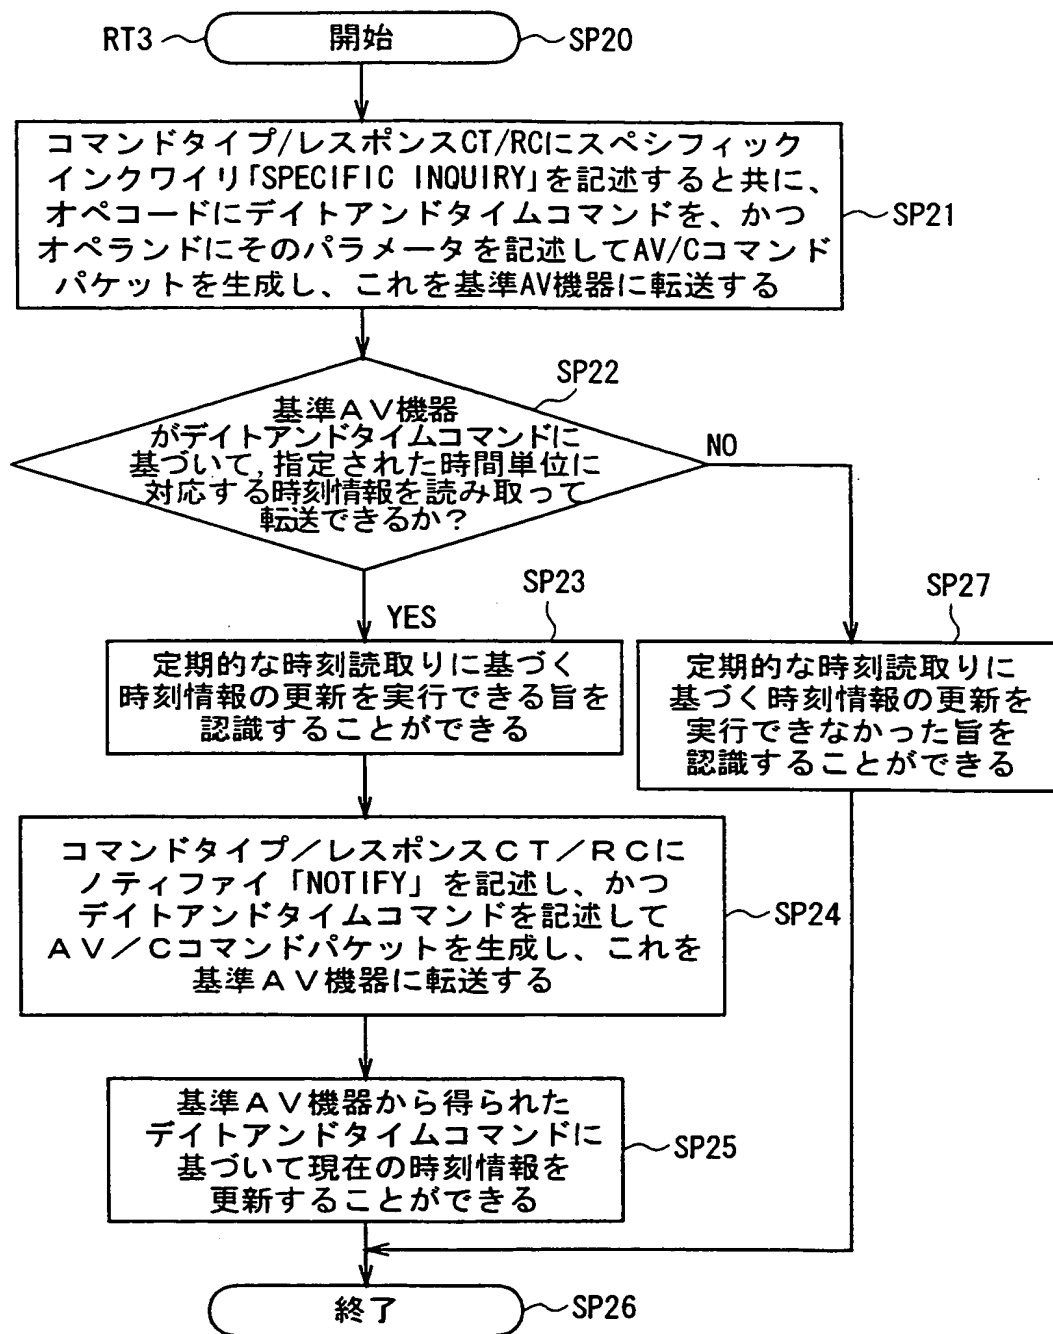 RT3
開始
SP20
コマンドタイプ/レスポンスCT/RCにスペシフィック
インクワイリ「SPECIFIC INQUIRY」を記述すると共に、
オペコードにデイトアンドタイムコマンドを、かつ
オペランドにそのパラメータを記述してAV/Cコマンド
パケットを生成し、これを基準AV機器に転送する
SP21
SP22
基準AV機器
がデイトアンドタイムコマンドに
基づいて,指定された時間単位に
対応する時刻情報を読み取って
転送できるか?
NO
YES
SP23
定期的な時刻読取りに基づく
時刻情報の更新を実行できる旨を
認識することができる
SP27
定期的な時刻読取りに
基づく時刻情報の更新を
実行できなかった旨を
認識することができる
コマンドタイプ/レスポンスCT/RCに
ノティファイ「NOTIFY」を記述し、かつ
デイトアンドタイムコマンドを記述して
AV/Cコマンドパケットを生成し、これを
基準AV機器に転送する
SP24
基準AV機器から得られた
デイトアンドタイムコマンドに
基づいて現在の時刻情報を
更新することができる
SP25
終了
SP26